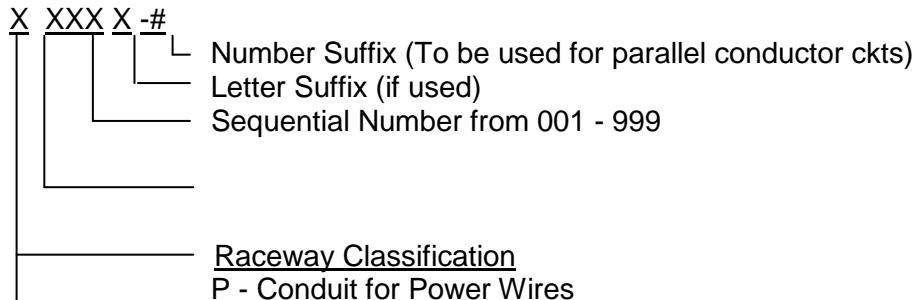 X XXX X -#
Number Suffix (To be used for parallel conductor ckts)
Letter Suffix (if used)
Sequential Number from 001 - 999
Raceway Classification
P - Conduit for Power Wires